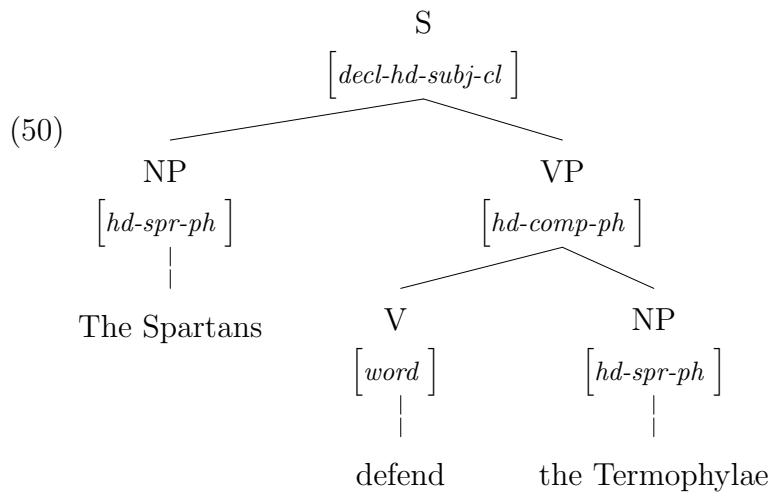 S
[decl-hd-subj-cl ]
(50)
NP VP
[hd-spr-ph ] [hd-comp-ph ]
The Spartans V NP
[word ] [hd-spr-ph ]
defend the Termophylae